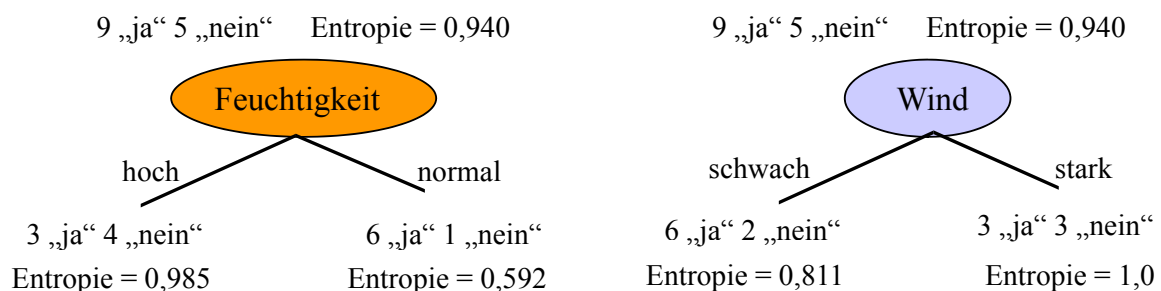 9 „ja“ 5 „nein“ Entropie = 0,940
Feuchtigkeit
hoch
normal
3 „ja“ 4 „nein“
6 „ja“ 1 „nein“
Entropie = 0,985
Entropie = 0,592
9 „ja“ 5 „nein“ Entropie = 0,940
Wind
schwach
stark
6 „ja“ 2 „nein“
3 „ja“ 3 „nein“
Entropie = 0,811
Entropie = 1,0